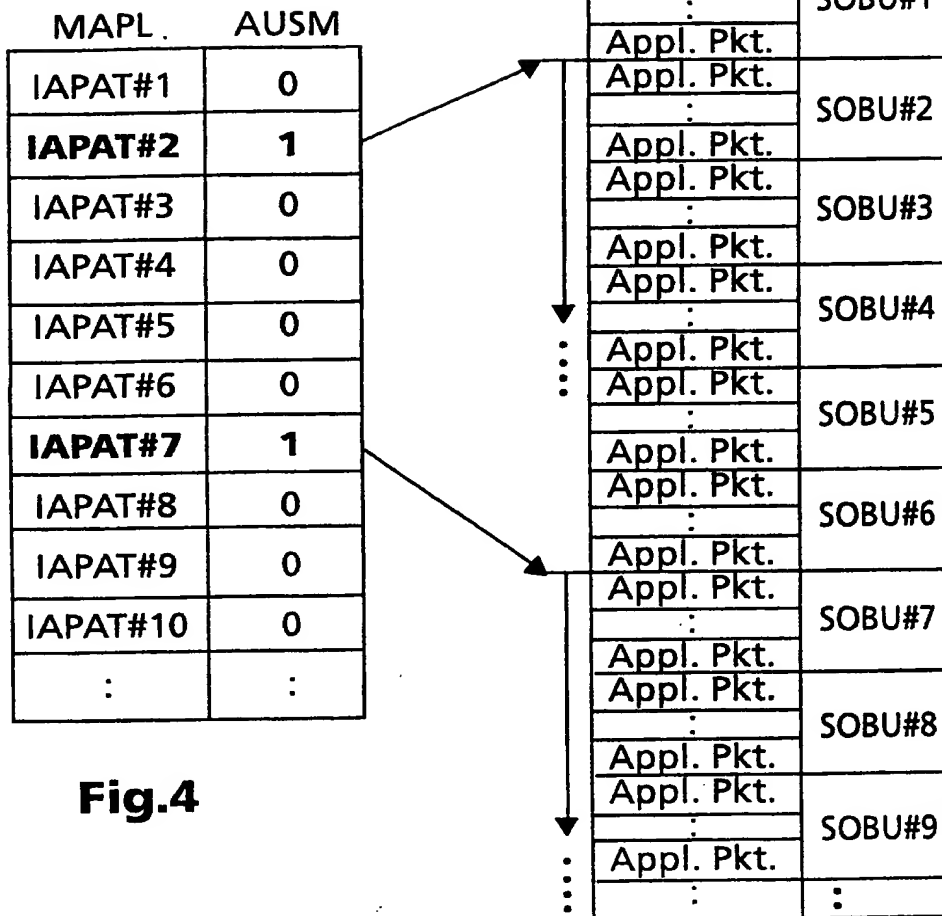 MAPL. AUSM
IAPAT#1 0
IAPAT#2 1
IAPAT#3 0
IAPAT#4 0
IAPAT#5 0
IAPAT#6 0
IAPAT#7 1
IAPAT#8 0
IAPAT#9 0
IAPAT#10 0
: :
Fig.4
: SOBU#1
Appl. Pkt.
Appl. Pkt.
: SOBU#2
Appl. Pkt.
Appl. Pkt.
: SOBU#3
Appl. Pkt.
Appl. Pkt.
: SOBU#4
Appl. Pkt.
Appl. Pkt.
: SOBU#5
Appl. Pkt.
Appl. Pkt.
: SOBU#6
Appl. Pkt.
Appl. Pkt.
: SOBU#7
Appl. Pkt.
Appl. Pkt.
: SOBU#8
Appl. Pkt.
Appl. Pkt.
: SOBU#9
Appl. Pkt.
: :